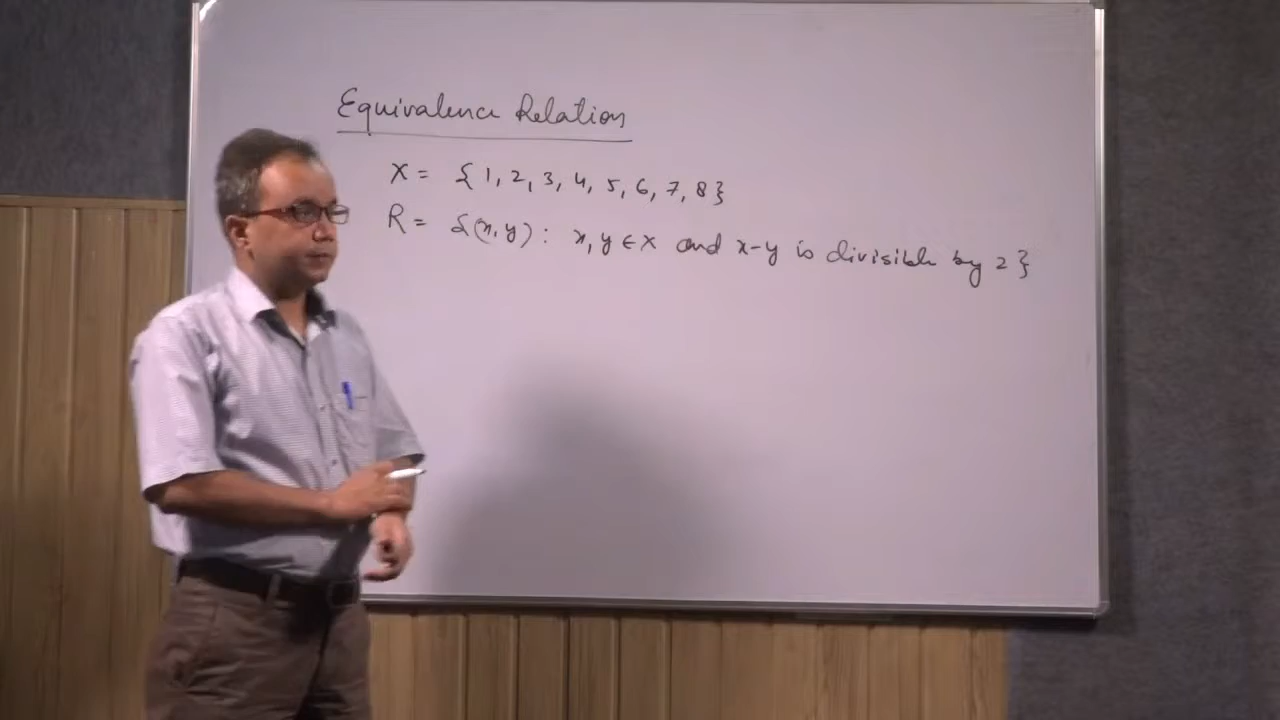 Equivalence Relation
X = {1, 2, 3, 4, 5, 6, 7, 8}
R = {(x, y) : x, y ∈ X and x-y is divisible by 2}